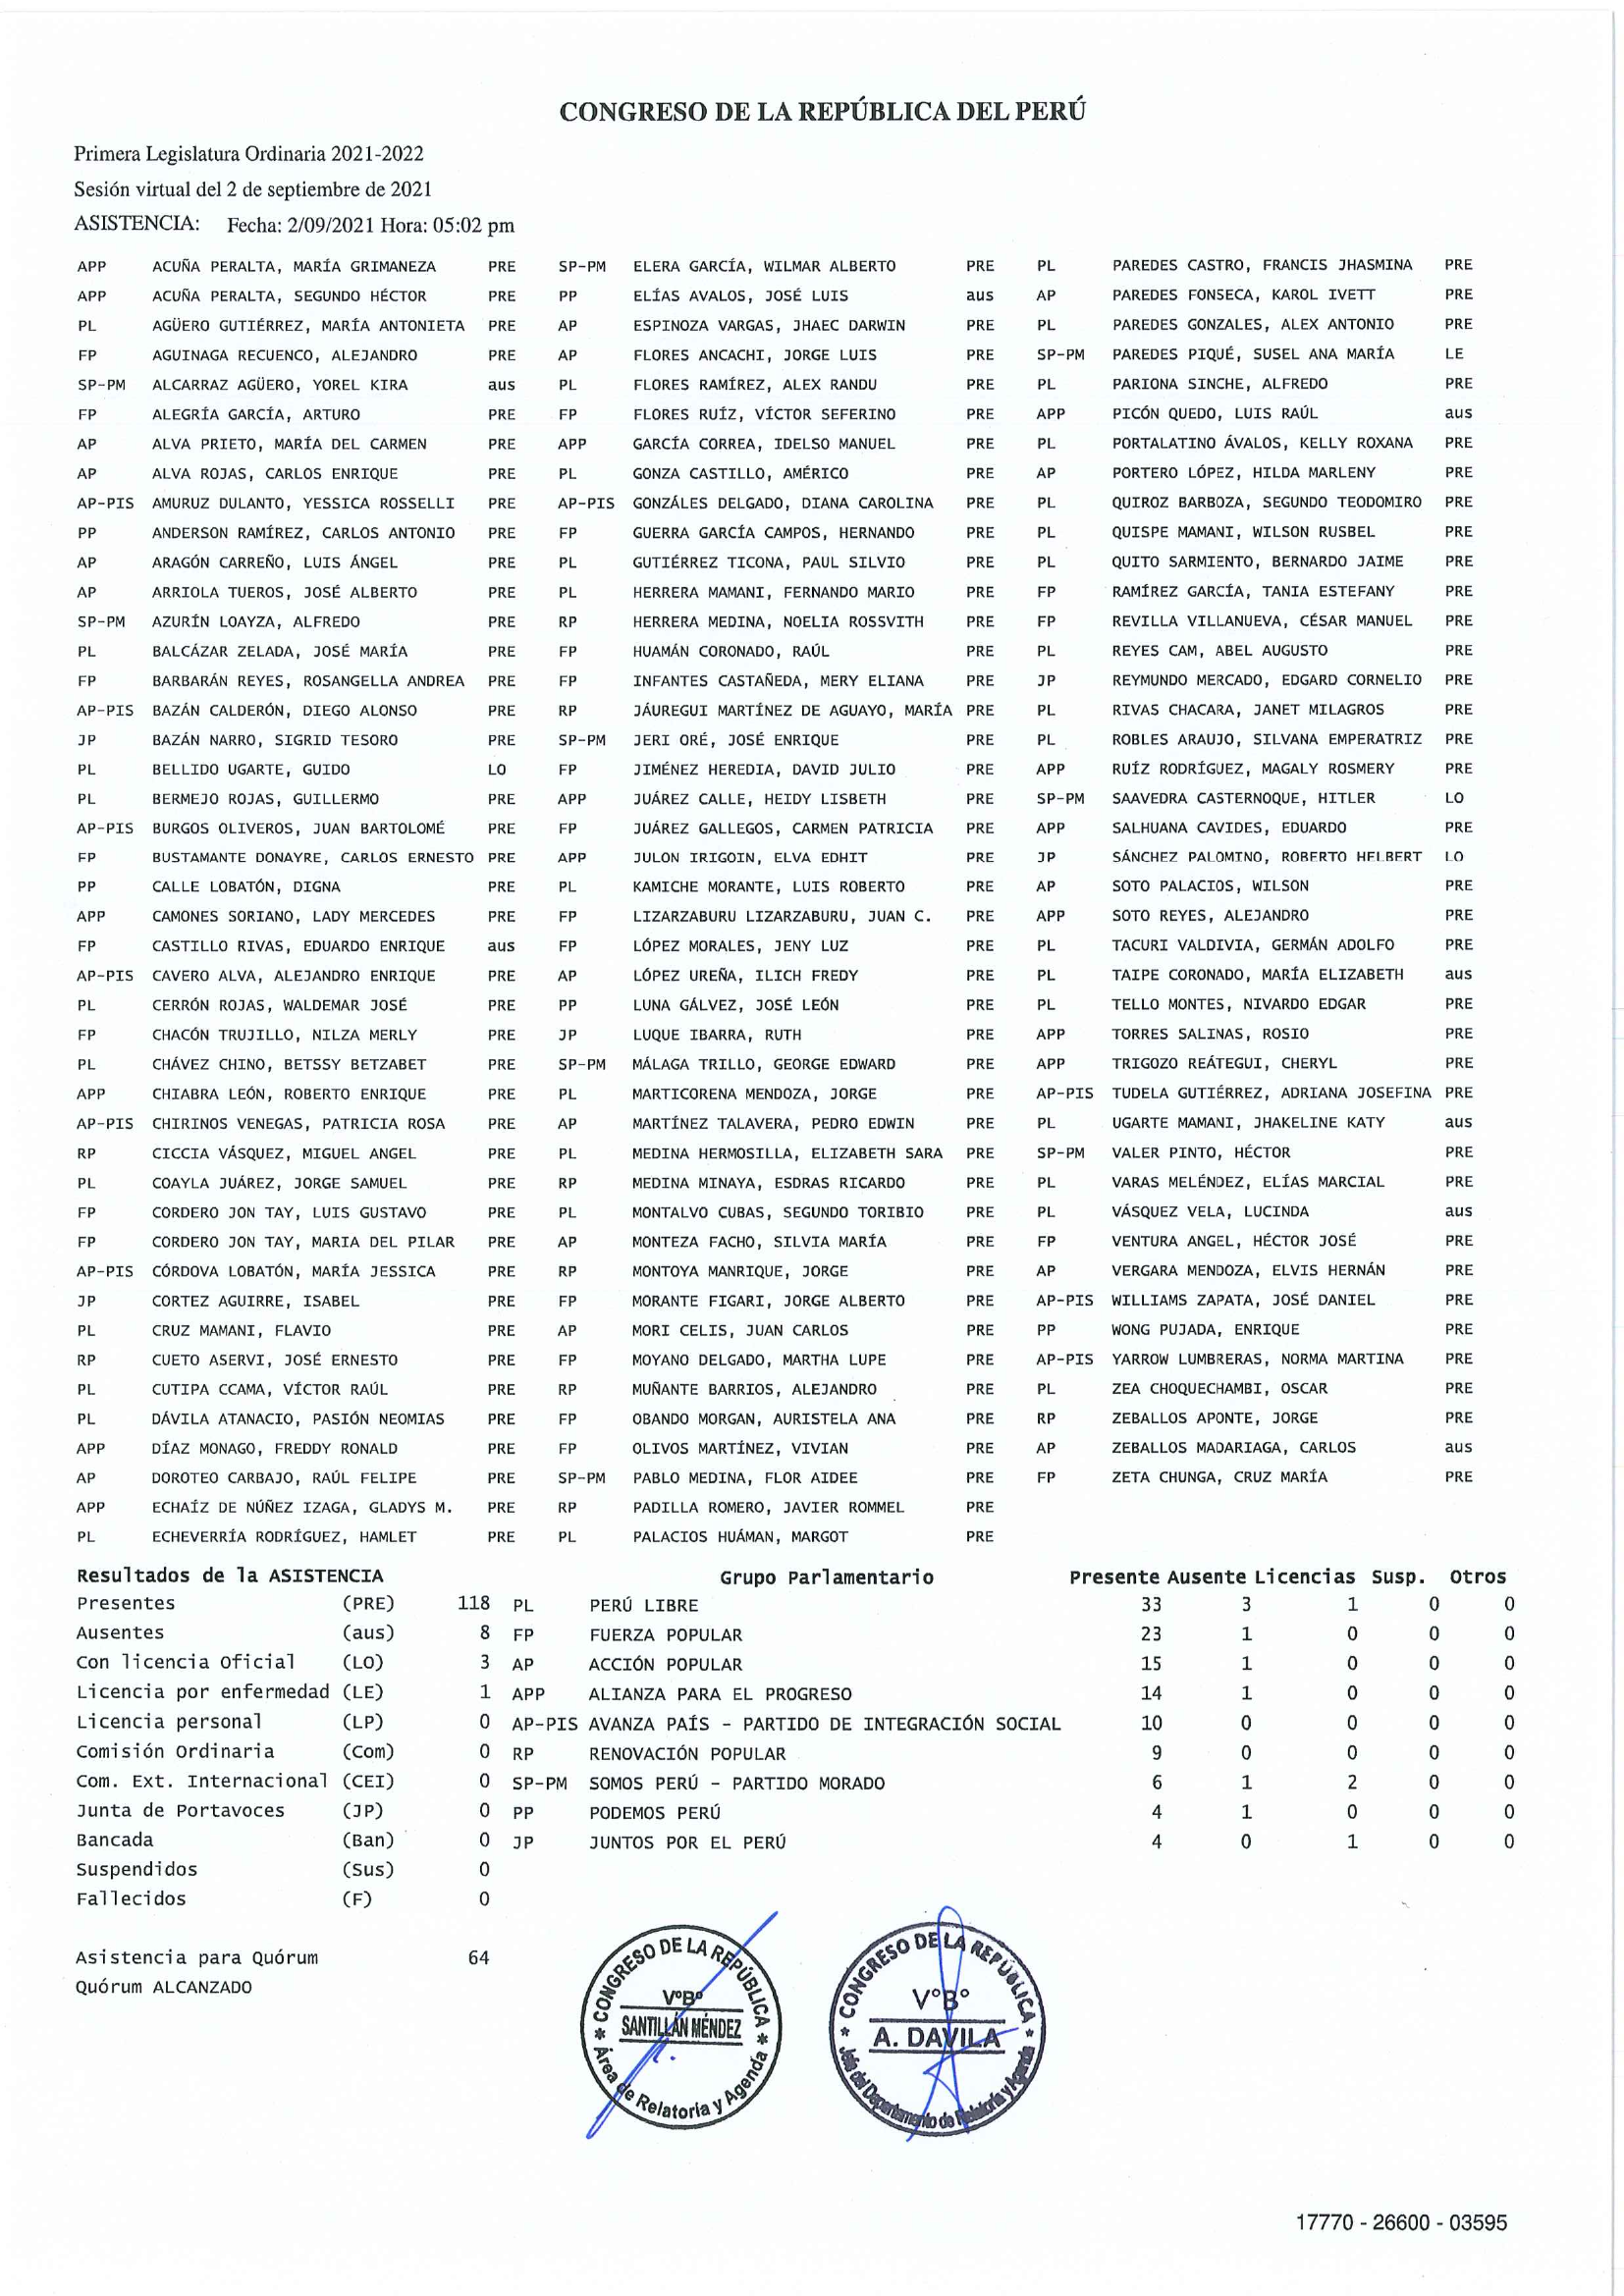 CONGRESO DE LA REPÚBLICA DEL PERÚ
Primera Legislatura Ordinaria 2021-2022
Sesión virtual del 2 de septiembre de 2021
ASISTENCIA: Fecha: 2/09/2021 Hora: 05:02 pm
APP ACUÑA PERALTA, MARÍA GRIMANEZA PRE SP-PM ELERA GARCÍA, WILMAR ALBERTO PRE PL PAREDES CASTRO, FRANCIS JHASMINA PRE
APP ACUÑA PERALTA, SEGUNDO HÉCTOR PRE PP ELÍAS AVALOS, JOSÉ LUIS aus AP PAREDES FONSECA, KAROL IVETT PRE
PL AGÜERO GUTIÉRREZ, MARÍA ANTONIETA PRE AP ESPINOZA VARGAS, JHAEC DARWIN PRE PL PAREDES GONZALES, ALEX ANTONIO PRE
FP AGUINAGA RECUENCO, ALEJANDRO PRE AP FLORES ANCACHI, JORGE LUIS PRE SP-PM PAREDES PIQUÉ, SUSEL ANA MARÍA LE
SP-PM ALCARRAZ AGÜERO, YOREL KIRA aus PL FLORES RAMÍREZ, ALEX RANDU PRE PL PARIONA SINCHE, ALFREDO PRE
FP ALEGRÍA GARCÍA, ARTURO PRE FP FLORES RUÍZ, VÍCTOR SEFERINO PRE APP PICÓN QUEDO, LUIS RAÚL aus
AP ALVA PRIETO, MARÍA DEL CARMEN PRE APP GARCÍA CORREA, IDELSO MANUEL PRE PL PORTALATINO ÁVALOS, KELLY ROXANA PRE
AP ALVA ROJAS, CARLOS ENRIQUE PRE PL GONZA CASTILLO, AMÉRICO PRE AP PORTERO LÓPEZ, HILDA MARLENY PRE
AP-PIS AMURUZ DULANTO, YESSICA ROSSELLI PRE AP-PIS GONZÁLES DELGADO, DIANA CAROLINA PRE PL QUIROZ BARBOZA, SEGUNDO TEODOMIRO PRE
PP ANDERSON RAMÍREZ, CARLOS ANTONIO PRE FP GUERRA GARCÍA CAMPOS, HERNANDO PRE PL QUISPE MAMANI, WILSON RUSBEL PRE
AP ARAGÓN CARREÑO, LUIS ÁNGEL PRE PL GUTIÉRREZ TICONA, PAUL SILVIO PRE PL QUITO SARMIENTO, BERNARDO JAIME PRE
AP ARRIOLA TUEROS, JOSÉ ALBERTO PRE PL HERRERA MAMANI, FERNANDO MARIO PRE FP RAMÍREZ GARCÍA, TANIA ESTEFANY PRE
SP-PM AZURÍN LOAYZA, ALFREDO PRE RP HERRERA MEDINA, NOELIA ROSSVITH PRE FP REVILLA VILLANUEVA, CÉSAR MANUEL PRE
PL BALCÁZAR ZELADA, JOSÉ MARÍA PRE FP HUAMÁN CORONADO, RAÚL PRE PL REYES CAM, ABEL AUGUSTO PRE
FP BARBARÁN REYES, ROSANGELLA ANDREA PRE FP INFANTES CASTAÑEDA, MERY ELIANA PRE JP REYMUNDO MERCADO, EDGARD CORNELIO PRE
AP-PIS BAZÁN CALDERÓN, DIEGO ALONSO PRE RP JÁUREGUI MARTÍNEZ DE AGUAYO, MARÍA PRE PL RIVAS CHACARA, JANET MILAGROS PRE
JP BAZÁN NARRO, SIGRID TESORO PRE SP-PM JERI ORÉ, JOSÉ ENRIQUE PRE PL ROBLES ARAUJO, SILVANA EMPERATRIZ PRE
PL BELLIDO UGARTE, GUIDO LO FP JIMÉNEZ HEREDIA, DAVID JULIO PRE APP RUÍZ RODRÍGUEZ, MAGALY ROSMERY PRE
PL BERMEJO ROJAS, GUILLERMO PRE APP JUÁREZ CALLE, HEIDY LISBETH PRE SP-PM SAAVEDRA CASTERNOQUE, HITLER LO
AP-PIS BURGOS OLIVEROS, JUAN BARTOLOMÉ PRE FP JUÁREZ GALLEGOS, CARMEN PATRICIA PRE APP SALHUANA CAVIDES, EDUARDO PRE
FP BUSTAMANTE DONAYRE, CARLOS ERNESTO PRE APP JULON IRIGOIN, ELVA EDHIT PRE JP SÁNCHEZ PALOMINO, ROBERTO HELBERT LO
PP CALLE LOBATÓN, DIGNA PRE PL KAMICHE MORANTE, LUIS ROBERTO PRE AP SOTO PALACIOS, WILSON PRE
APP CAMONES SORIANO, LADY MERCEDES PRE FP LIZARZABURU LIZARZABURU, JUAN C. PRE APP SOTO REYES, ALEJANDRO PRE
FP CASTILLO RIVAS, EDUARDO ENRIQUE aus FP LÓPEZ MORALES, JENY LUZ PRE PL TACURI VALDIVIA, GERMÁN ADOLFO PRE
AP-PIS CAVERO ALVA, ALEJANDRO ENRIQUE PRE AP LÓPEZ UREÑA, ILICH FREDY PRE PL TAIPE CORONADO, MARÍA ELIZABETH aus
PL CERRÓN ROJAS, WALDEMAR JOSÉ PRE PP LUNA GÁLVEZ, JOSÉ LEÓN PRE PL TELLO MONTES, NIVARDO EDGAR PRE
FP CHACÓN TRUJILLO, NILZA MERLY PRE JP LUQUE IBARRA, RUTH PRE APP TORRES SALINAS, ROSIO PRE
PL CHÁVEZ CHINO, BETSSY BETZABET PRE SP-PM MÁLAGA TRILLO, GEORGE EDWARD PRE APP TRIGOZO REÁTEGUI, CHERYL PRE
APP CHIABRA LEÓN, ROBERTO ENRIQUE PRE PL MARTICORENA MENDOZA, JORGE PRE AP-PIS TUDELA GUTIÉRREZ, ADRIANA JOSEFINA PRE
AP-PIS CHIRINOS VENEGAS, PATRICIA ROSA PRE AP MARTÍNEZ TALAVERA, PEDRO EDWIN PRE PL UGARTE MAMANI, JHAKELINE KATY aus
RP CICCIA VÁSQUEZ, MIGUEL ANGEL PRE PL MEDINA HERMOSILLA, ELIZABETH SARA PRE SP-PM VALER PINTO, HÉCTOR PRE
PL COAYLA JUÁREZ, JORGE SAMUEL PRE RP MEDINA MINAYA, ESDRAS RICARDO PRE PL VARAS MELÉNDEZ, ELÍAS MARCIAL PRE
FP CORDERO JON TAY, LUIS GUSTAVO PRE PL MONTALVO CUBAS, SEGUNDO TORIBIO PRE PL VÁSQUEZ VELA, LUCINDA aus
FP CORDERO JON TAY, MARIA DEL PILAR PRE AP MONTEZA FACHO, SILVIA MARÍA PRE FP VENTURA ANGEL, HÉCTOR JOSÉ PRE
AP-PIS CÓRDOVA LOBATÓN, MARÍA JESSICA PRE RP MONTOYA MANRIQUE, JORGE PRE AP VERGARA MENDOZA, ELVIS HERNÁN PRE
JP CORTEZ AGUIRRE, ISABEL PRE FP MORANTE FIGARI, JORGE ALBERTO PRE AP-PIS WILLIAMS ZAPATA, JOSÉ DANIEL PRE
PL CRUZ MAMANI, FLAVIO PRE AP MORI CELIS, JUAN CARLOS PRE PP WONG PUJADA, ENRIQUE PRE
RP CUETO ASERVI, JOSÉ ERNESTO PRE FP MOYANO DELGADO, MARTHA LUPE PRE AP-PIS YARROW LUMBRERAS, NORMA MARTINA PRE
PL CUTIPA CCAMA, VÍCTOR RAÚL PRE RP MUÑANTE BARRIOS, ALEJANDRO PRE PL ZEA CHOQUECHAMBI, OSCAR PRE
PL DÁVILA ATANACIO, PASIÓN NEOMIAS PRE FP OBANDO MORGAN, AURISTELA ANA PRE RP ZEBALLOS APONTE, JORGE PRE
APP DÍAZ MONAGO, FREDDY RONALD PRE FP OLIVOS MARTÍNEZ, VIVIAN PRE AP ZEBALLOS MADARIAGA, CARLOS aus
AP DOROTEO CARBAJO, RAÚL FELIPE PRE SP-PM PABLO MEDINA, FLOR AIDEE PRE FP ZETA CHUNGA, CRUZ MARÍA PRE
APP ECHAÍZ DE NÚÑEZ IZAGA, GLADYS M. PRE RP PADILLA ROMERO, JAVIER ROMMEL PRE
PL ECHEVERRÍA RODRÍGUEZ, HAMLET PRE PL PALACIOS HUÁMAN, MARGOT PRE
Resultados de la ASISTENCIA Grupo Parlamentario Presente Ausente Licencias Susp. Otros
Presentes (PRE) 118 PL PERÚ LIBRE 33 3 1 0 0
Ausentes (aus) 8 FP FUERZA POPULAR 23 1 0 0 0
Con licencia Oficial (LO) 3 AP ACCIÓN POPULAR 15 1 0 0 0
Licencia por enfermedad (LE) 1 APP ALIANZA PARA EL PROGRESO 14 1 0 0 0
Licencia personal (LP) 0 AP-PIS AVANZA PAÍS - PARTIDO DE INTEGRACIÓN SOCIAL 10 0 0 0 0
Comisión Ordinaria (Com) 0 RP RENOVACIÓN POPULAR 9 0 0 0 0
Com. Ext. Internacional (CEI) 0 SP-PM SOMOS PERÚ - PARTIDO MORADO 6 1 2 0 0
Junta de Portavoces (JP) 0 PP PODEMOS PERÚ 4 1 0 0 0
Bancada (Ban) 0 JP JUNTOS POR EL PERÚ 4 0 1 0 0
Suspendidos (Sus) 0
Fallecidos (F) 0
Asistencia para Quórum 64
Quórum ALCANZADO
CONGRESO DE LA REPÚBLICA
VºBº
SANTILLÁN MÉNDEZ
Área de Relatoría y Agenda
CONGRESO DE LA REPÚBLICA
V°B°
A. DAVILA
Jefe del Departamento de Relatoría y Agenda
17770 - 26600 - 03595